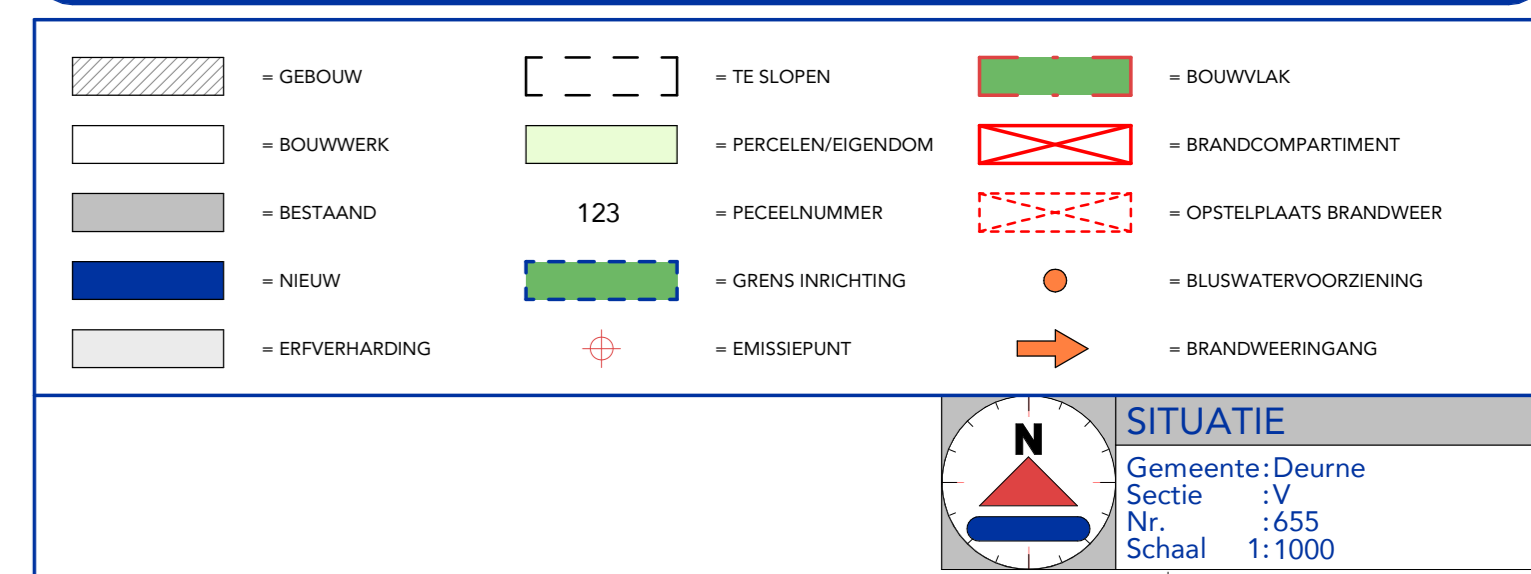 = GEBOUW = TE SLOPEN = BOUWVLAK
= BOUWWERK = PERCELEN/EIGENDOM = BRANDCOMPARTIMENT
= BESTAAND 123 = PECEELNUMMER = OPSTELPLAATS BRANDWEER
= NIEUW = GRENS INRICHTING = BLUSWATERVOORZIENING
= ERFVERHARDING = EMISSIEPUNT = BRANDWEERINGANG
N
SITUATIE
Gemeente:Deurne
Sectie :V
Nr. :655
Schaal 1:1000